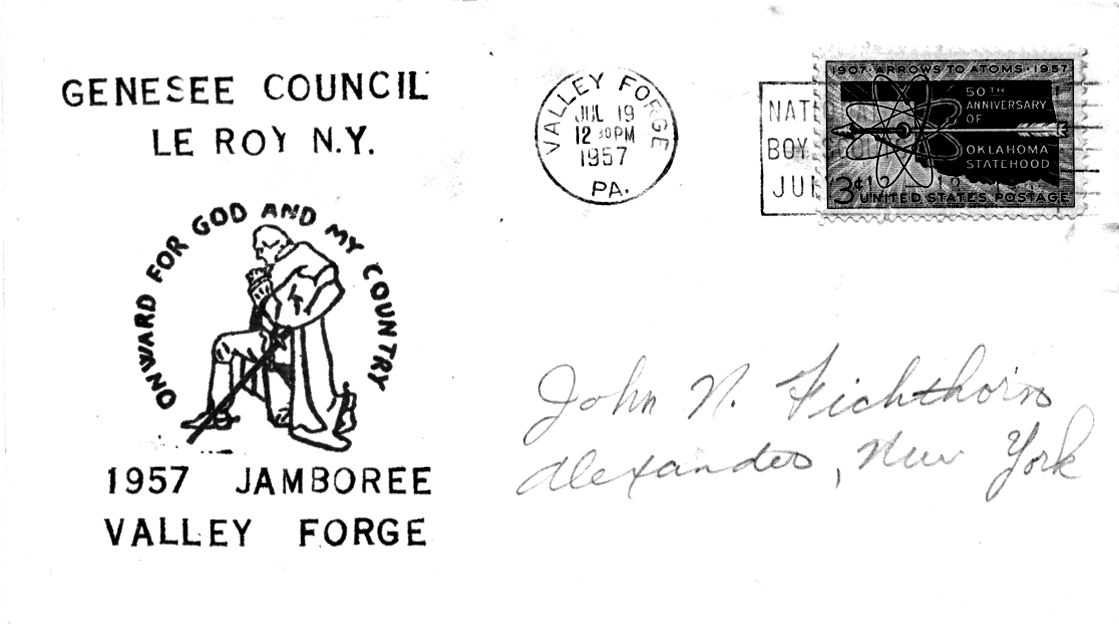 GENESEE COUNCIL
LE ROY N.Y.
ONWARD FOR GOD AND MY COUNTRY
1957 JAMBOREE
VALLEY FORGE
VALLEY FORGE
JUL 19
12 30 PM
1957
PA.
NAT
BOY
JUL
1907·ARROWS TO ATOMS·1957
50TH
ANNIVERSARY
OF
OKLAHOMA
STATEHOOD
3¢
UNITED STATES POSTAGE
John N. Fichthorn
Alexander, New York